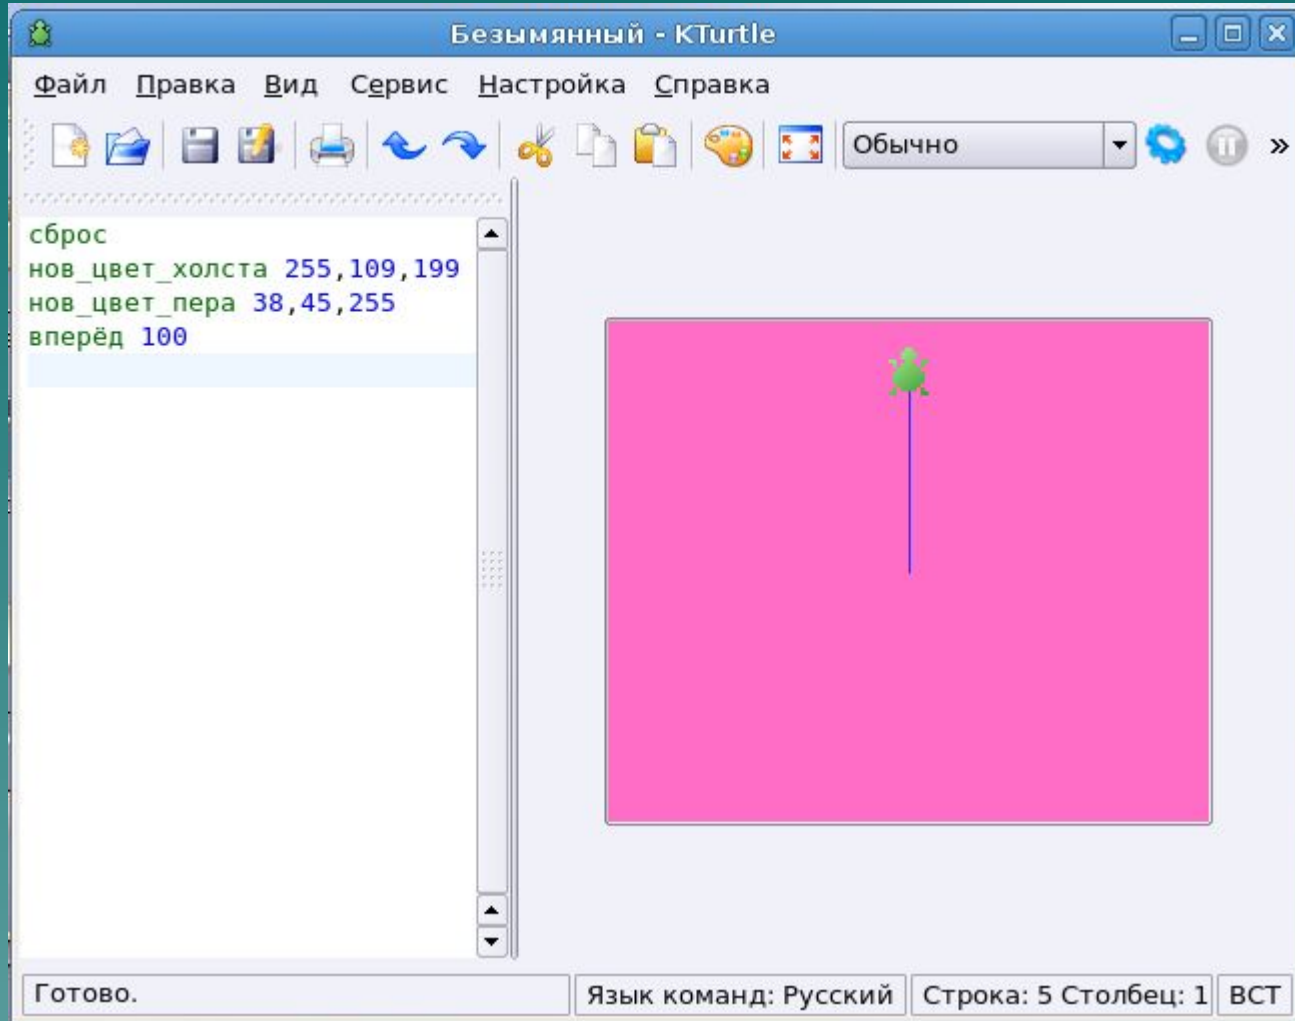 Безымянный - KTurtle
Файл Правка Вид Сервис Настройка Справка
Обычно »
сброс
нов_цвет_холста 255,109,199
нов_цвет_пера 38,45,255
вперёд 100
Готово. Язык команд: Русский Строка: 5 Столбец: 1 ВСТ